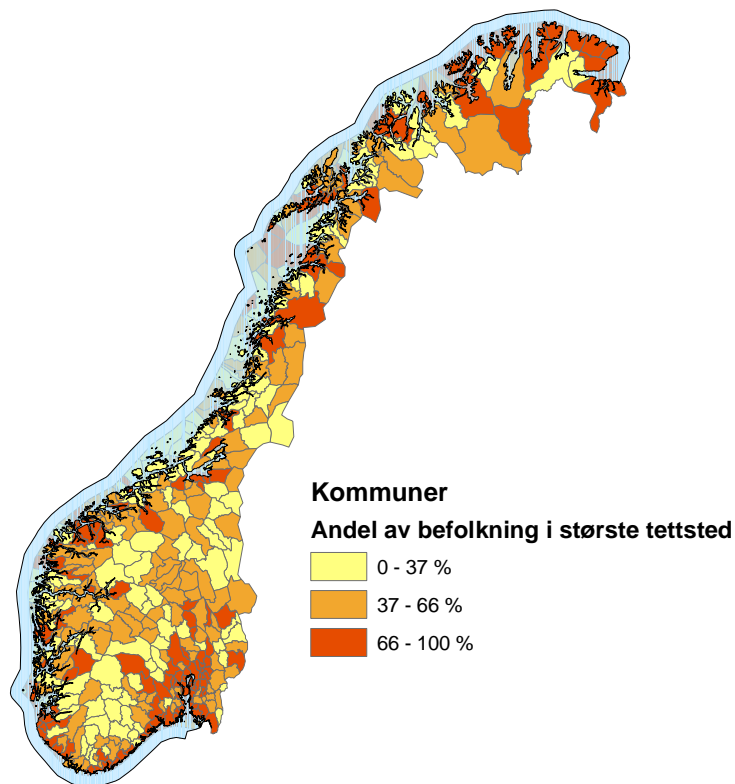 Kommuner
Andel av befolkning i største tettsted
0 - 37 %
37 - 66 %
66 - 100 %